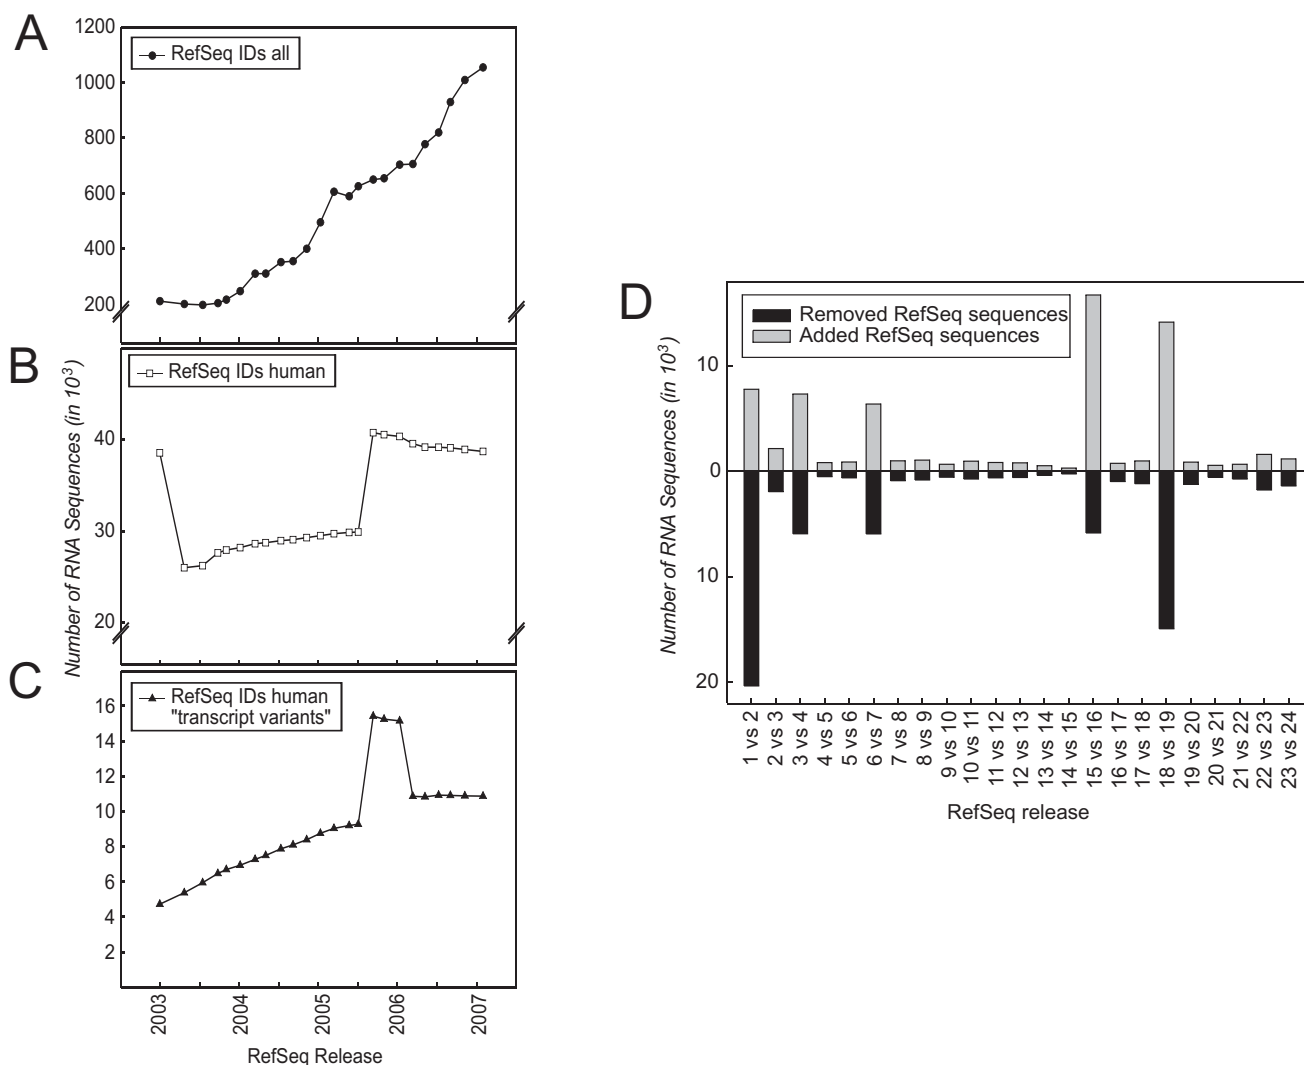 A
1200
1000
800
600
400
200
RefSeq IDs all
B
Number of RNA Sequences (in 10³)
40
30
20
RefSeq IDs human
C
16
14
12
10
8
6
4
2
RefSeq IDs human
"transcript variants"
2003
2004
2005
2006
2007
RefSeq Release
D
Number of RNA Sequences (in 10³)
10
0
10
20
Removed RefSeq sequences
Added RefSeq sequences
1 vs 2
2 vs 3
3 vs 4
4 vs 5
5 vs 6
6 vs 7
7 vs 8
8 vs 9
9 vs 10
10 vs 11
11 vs 12
12 vs 13
13 vs 14
14 vs 15
15 vs 16
16 vs 17
17 vs 18
18 vs 19
19 vs 20
20 vs 21
21 vs 22
22 vs 23
23 vs 24
RefSeq release